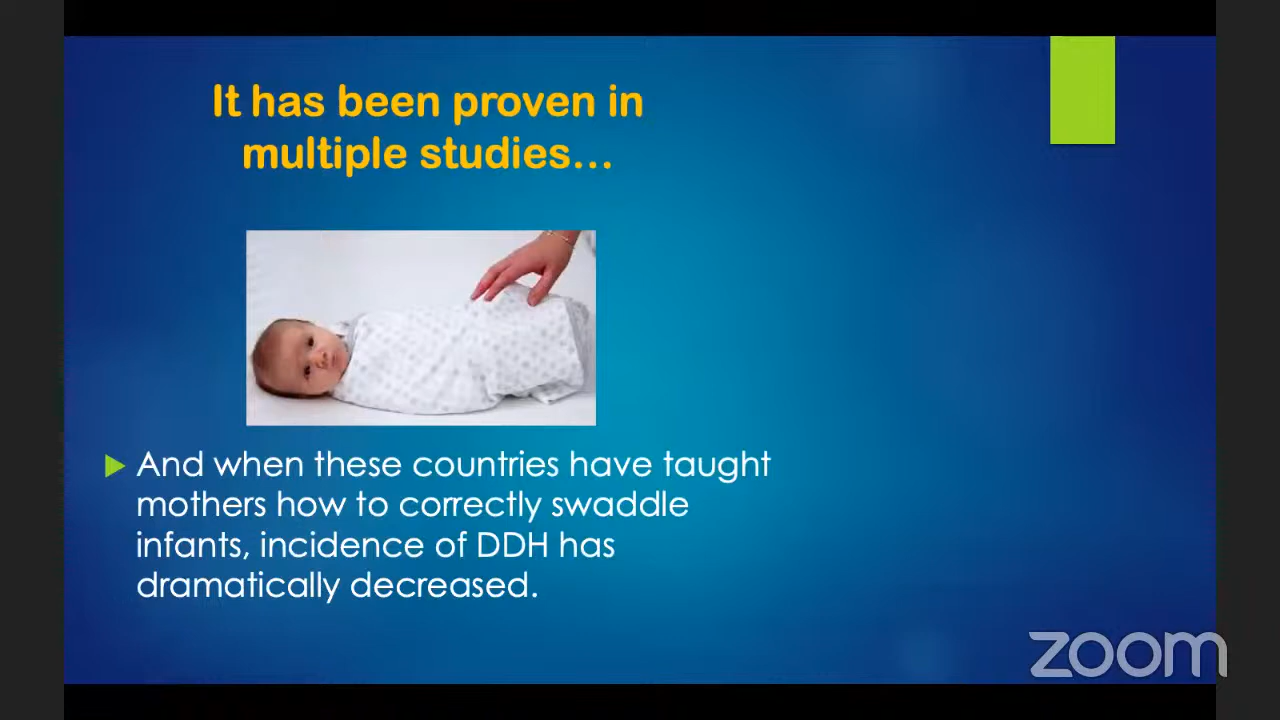 It has been proven in
multiple studies...
And when these countries have taught
mothers how to correctly swaddle
infants, incidence of DDH has
dramatically decreased.
zoom